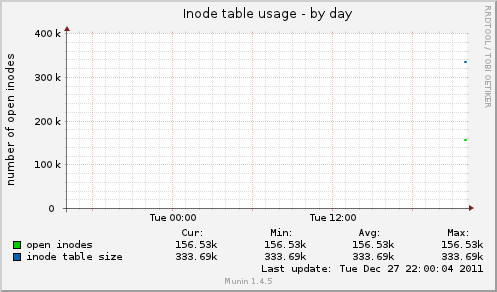 Inode table usage - by day
RRDTOOL / TOBI OETIKER
number of open inodes
400 k
300 k
200 k
100 k
0
Tue 00:00 Tue 12:00
Cur: Min: Avg: Max:
open inodes 156.53k 156.53k 156.53k 156.53k
inode table size 333.69k 333.69k 333.69k 333.69k
Last update: Tue Dec 27 22:00:04 2011
Munin 1.4.5